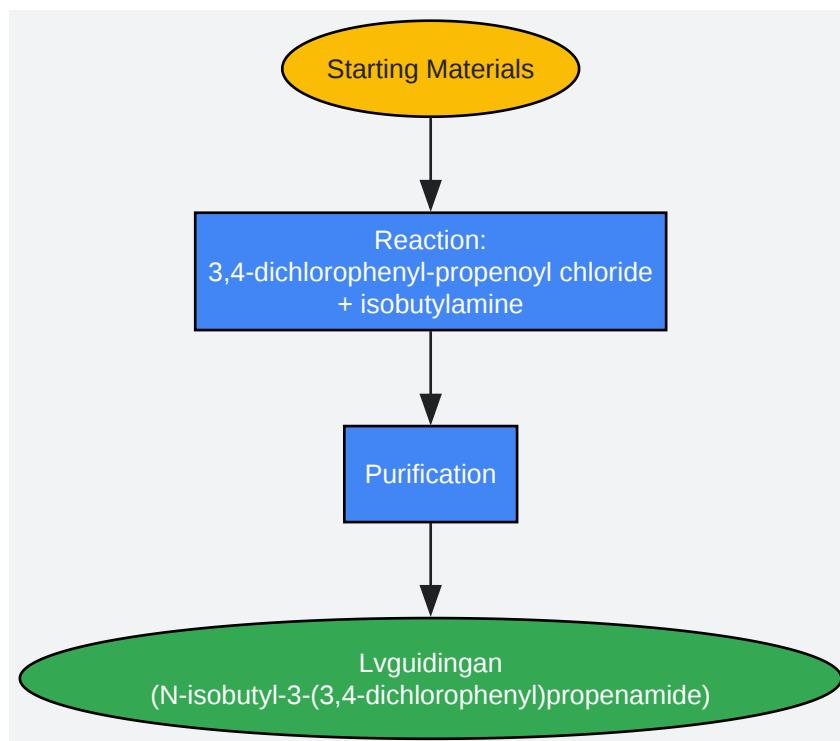 Starting Materials
Reaction:
3,4-dichlorophenyl-propenoyl chloride
+ isobutylamine
Purification
Lvguidingan
(N-isobutyl-3-(3,4-dichlorophenyl)propenamide)